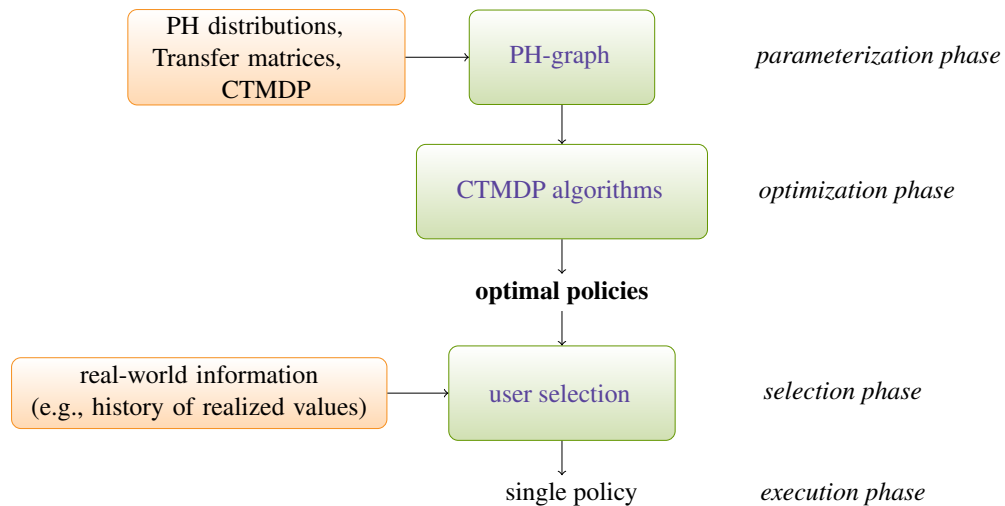 PH distributions,
Transfer matrices,
CTMDP
PH-graph
parameterization phase
CTMDP algorithms
optimization phase
optimal policies
real-world information
(e.g., history of realized values)
user selection
selection phase
single policy
execution phase